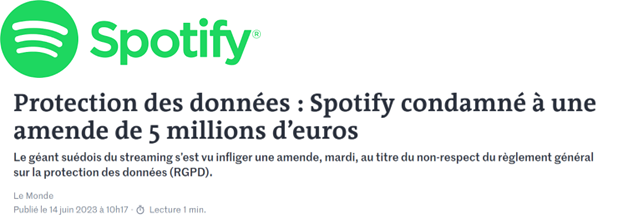 Spotify®
Protection des données : Spotify condamné à une
amende de 5 millions d’euros
Le géant suédois du streaming s’est vu infliger une amende, mardi, au titre du non-respect du règlement général
sur la protection des données (RGPD).
Le Monde
Publié le 14 juin 2023 à 10h17 · Lecture 1 min.